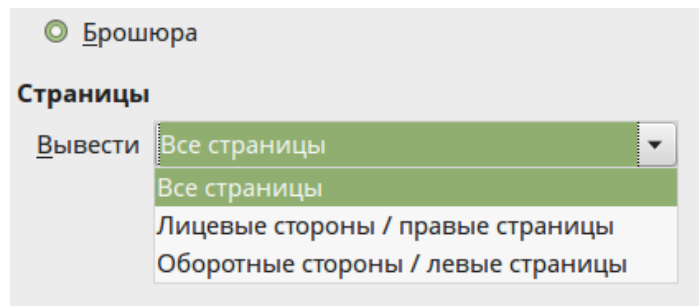 Брошюра
Страницы
Вывести Все страницы
Все страницы
Лицевые стороны / правые страницы
Оборотные стороны / левые страницы